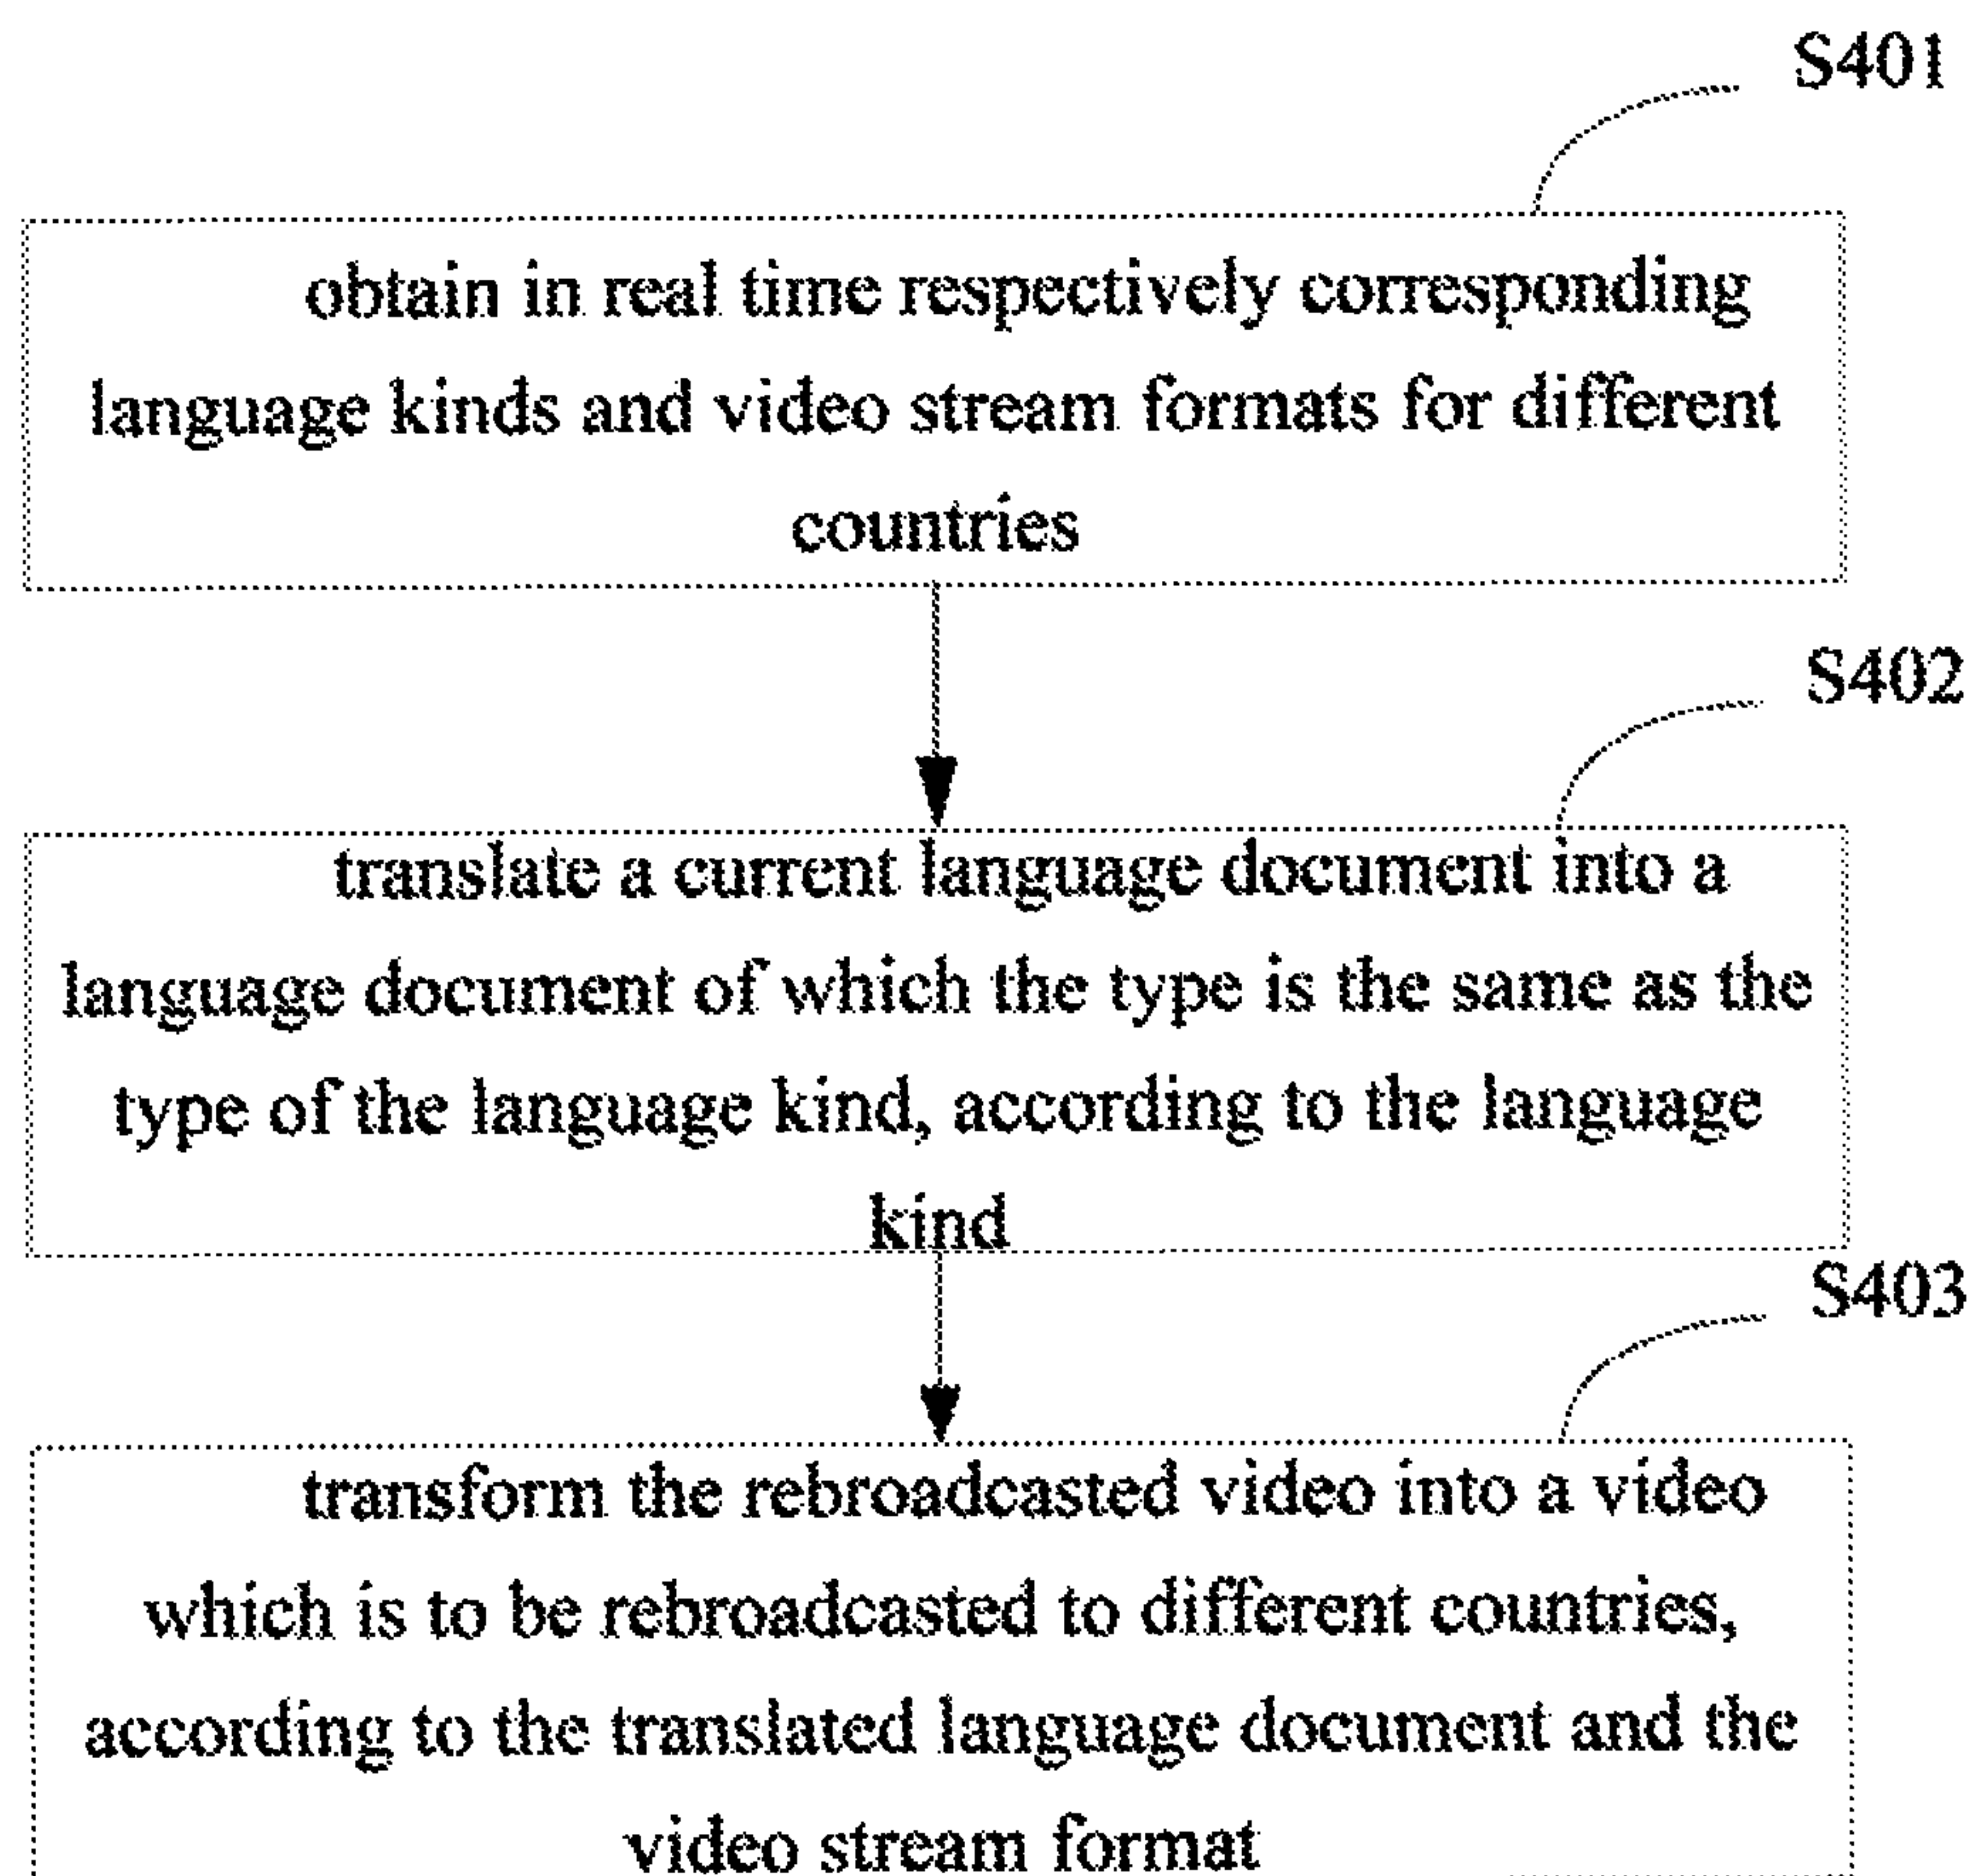 S401
obtain in real time respectively corresponding
language kinds and video stream formats for different
countries
S402
translate a current language document into a
language document of which the type is the same as the
type of the language kind, according to the language
kind
S403
transform the rebroadcasted video into a video
which is to be rebroadcasted to different countries,
according to the translated language document and the
video stream format